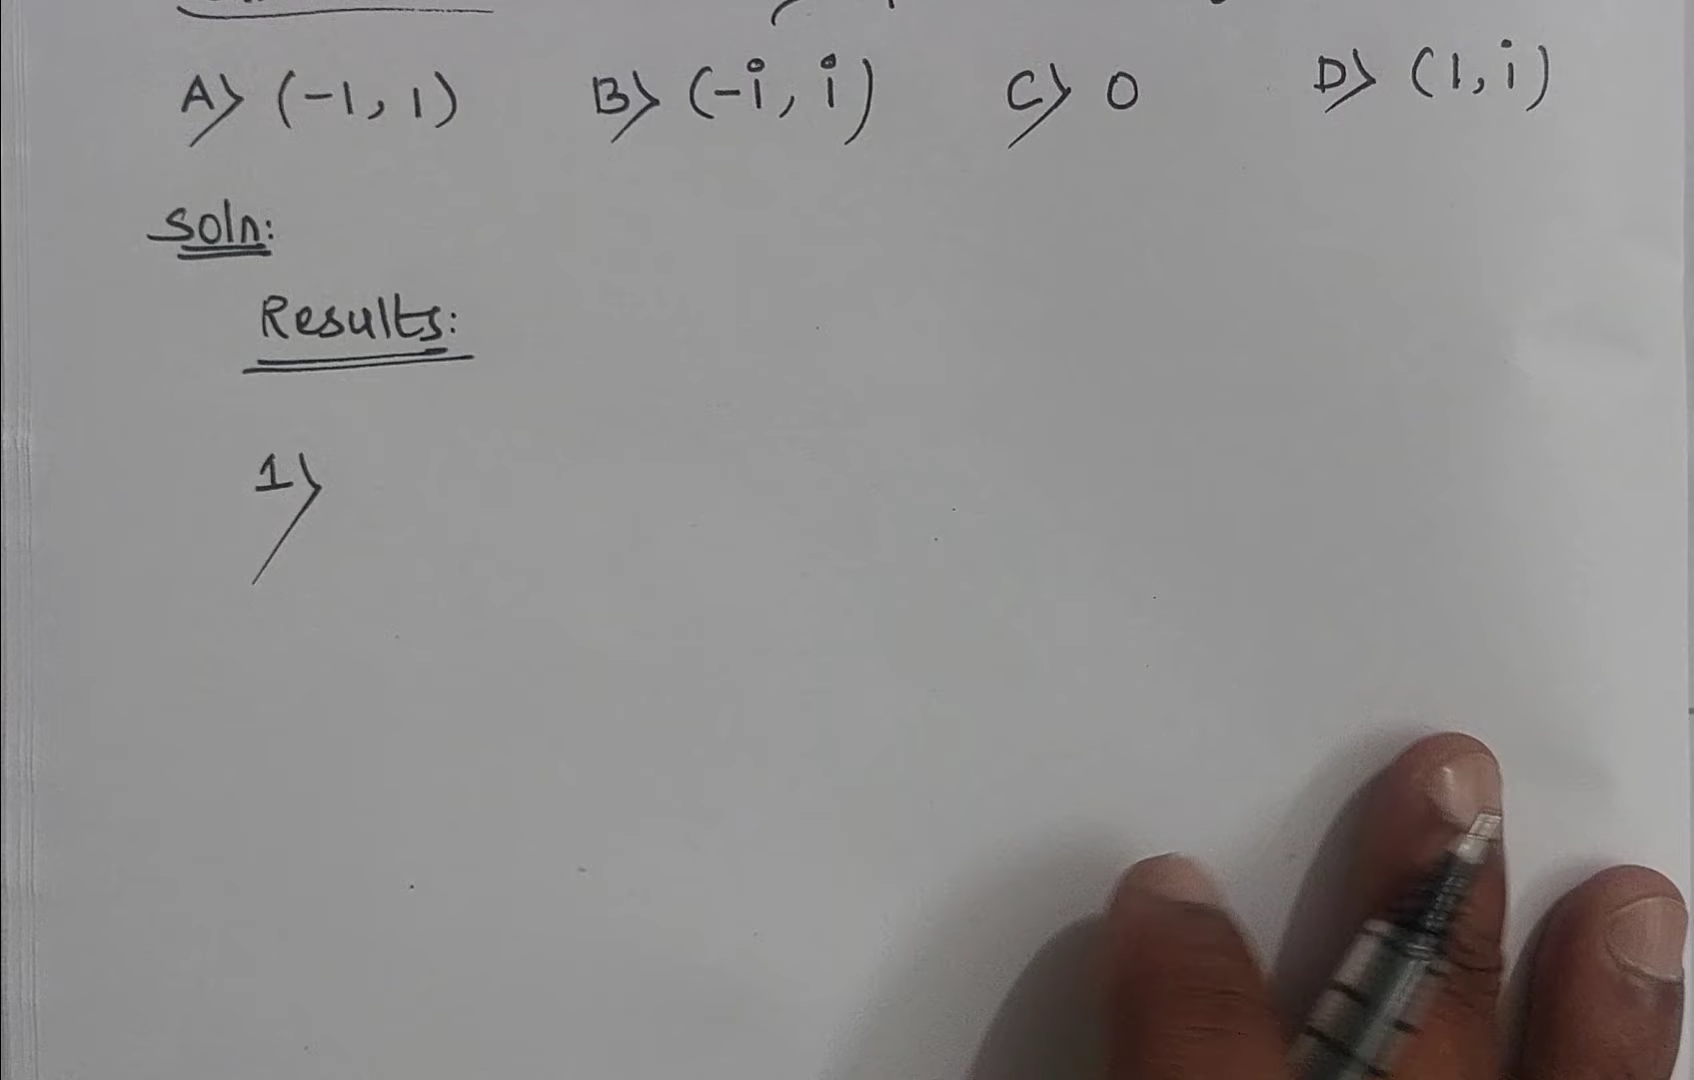 A) (-1, 1) B) (-i, i) C) 0 D) (1, i)
Soln:
Results:
1)